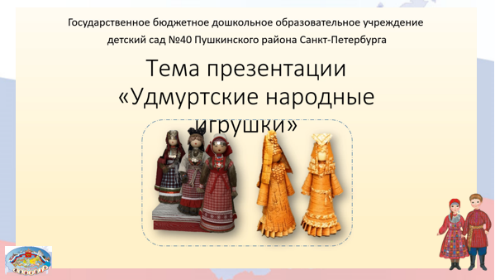 Государственное бюджетное дошкольное образовательное учреждение
детский сад №40 Пушкинского района Санкт-Петербурга
Тема презентации
«Удмуртские народные
игрушки»